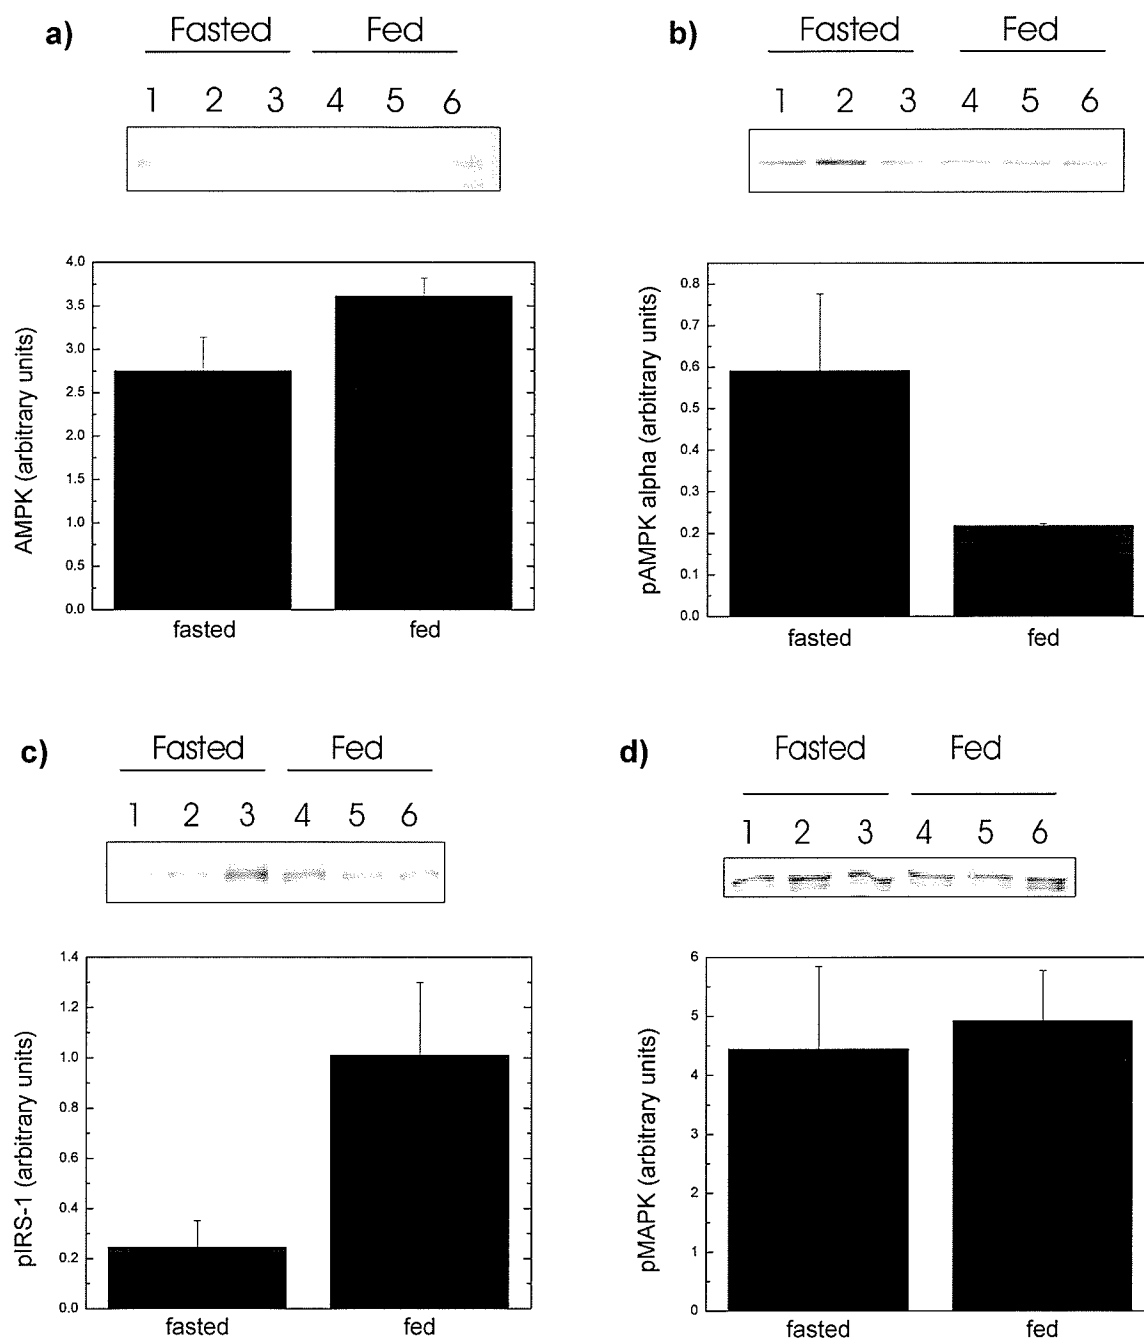 a) Fasted Fed
1 2 3 4 5 6
4.0
3.5
3.0
2.5
2.0
1.5
1.0
0.5
0.0
AMPK (arbitrary units)
fasted fed
b) Fasted Fed
1 2 3 4 5 6
0.8
0.7
0.6
0.5
0.4
0.3
0.2
0.1
0.0
pAMPK alpha (arbitrary units)
fasted fed
c) Fasted Fed
1 2 3 4 5 6
1.4
1.2
1.0
0.8
0.6
0.4
0.2
0.0
pIRS-1 (arbitrary units)
fasted fed
d) Fasted Fed
1 2 3 4 5 6
6
5
4
3
2
1
0
pMAPK (arbitrary units)
fasted fed